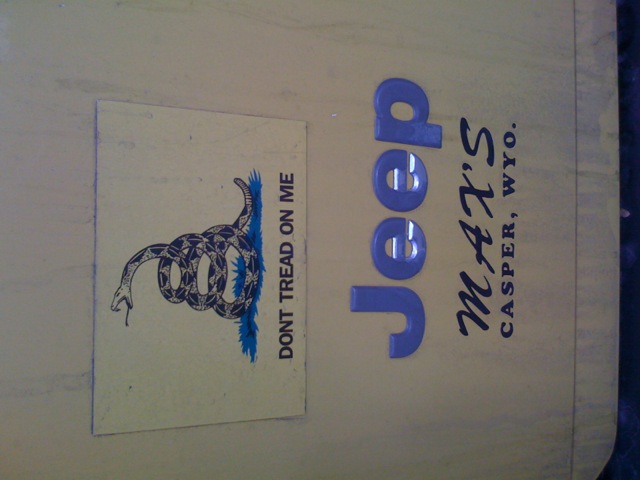 DONT TREAD ON ME
Jeep
MAX'S
CASPER, WYO.